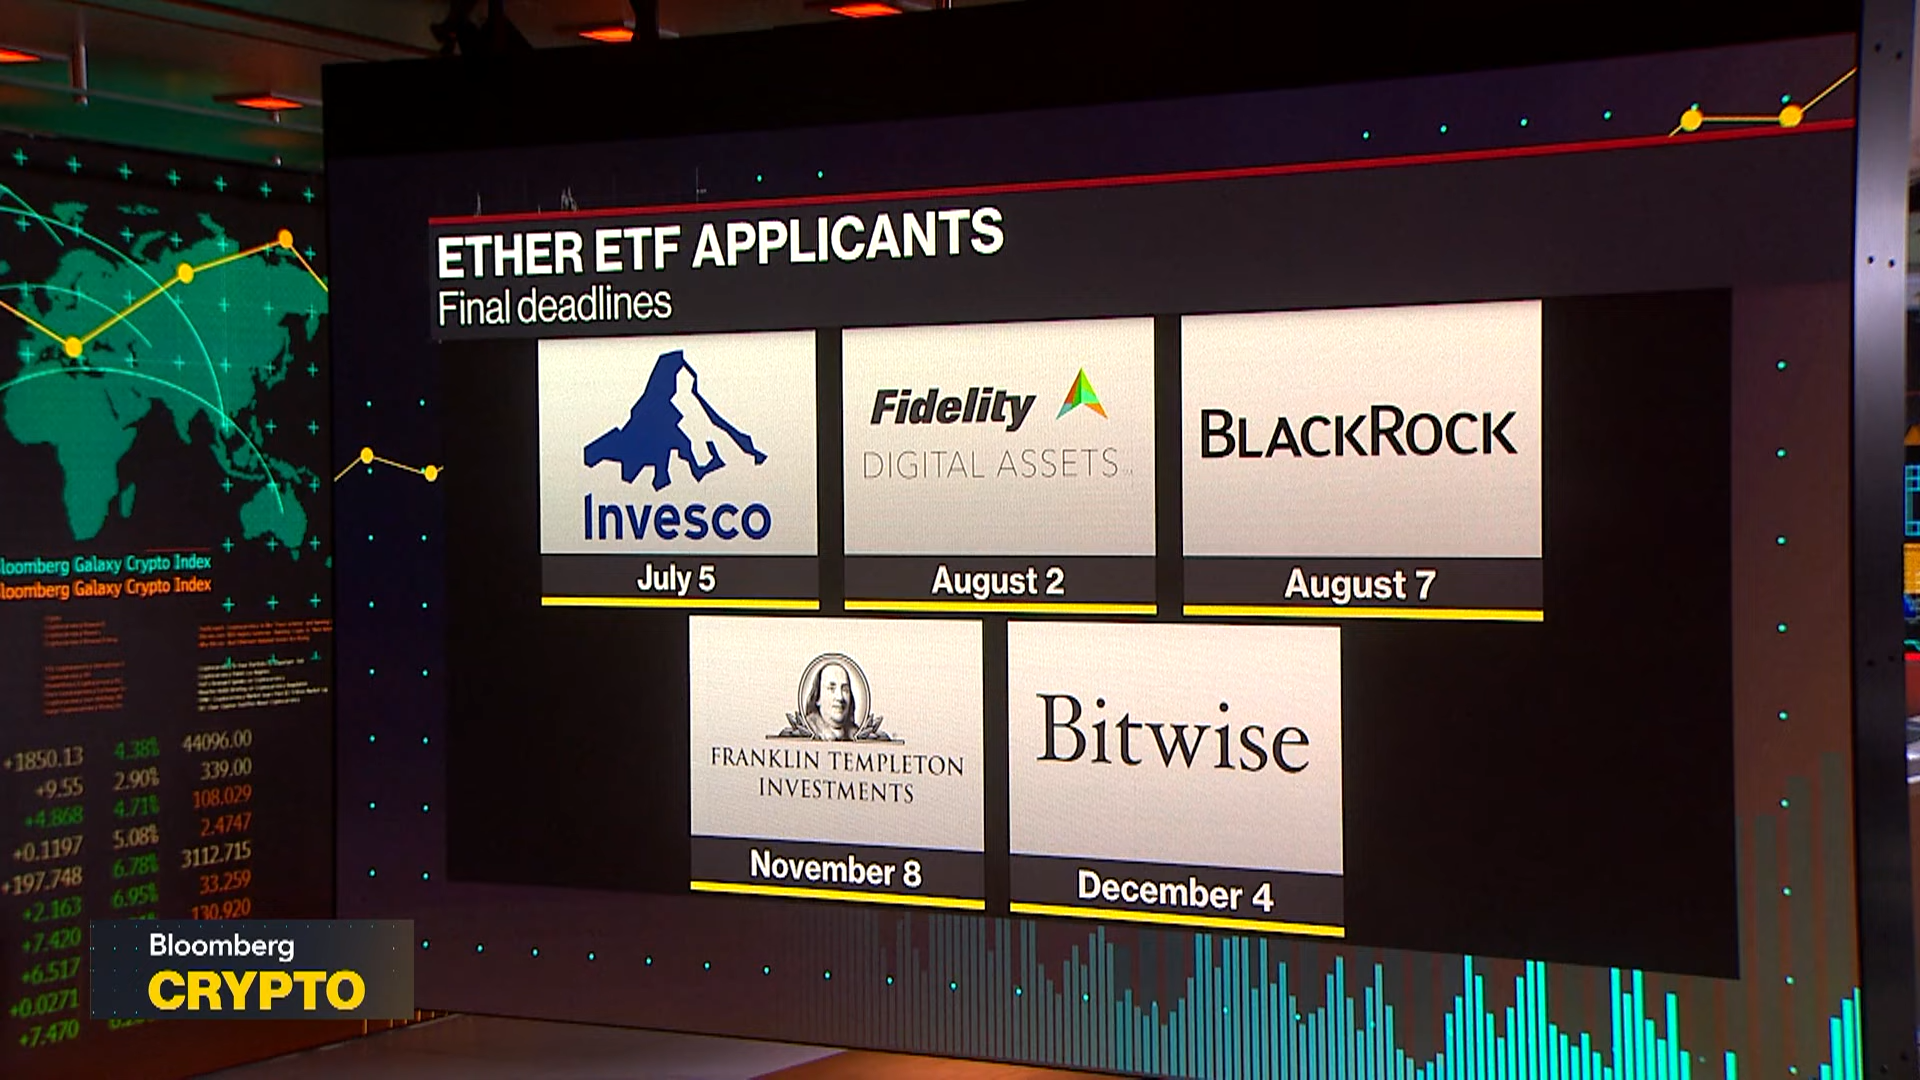 ETHER ETF APPLICANTS
Final deadlines
Invesco
July 5
Fidelity
DIGITAL ASSETS
August 2
BLACKROCK
August 7
FRANKLIN TEMPLETON
INVESTMENTS
November 8
Bitwise
December 4
loomberg Galaxy Crypto Index
loomberg Galaxy Crypto Index
+1850.13 4.38% 44096.00
+9.55 2.90% 339.00
+4.868 4.71% 108.029
+0.1197 5.08% 2.4747
+197.748 6.78% 3112.715
+2.163 6.95% 33.259
+7.420 130.920
+6.517
+0.0271
+7.470
Bloomberg
CRYPTO